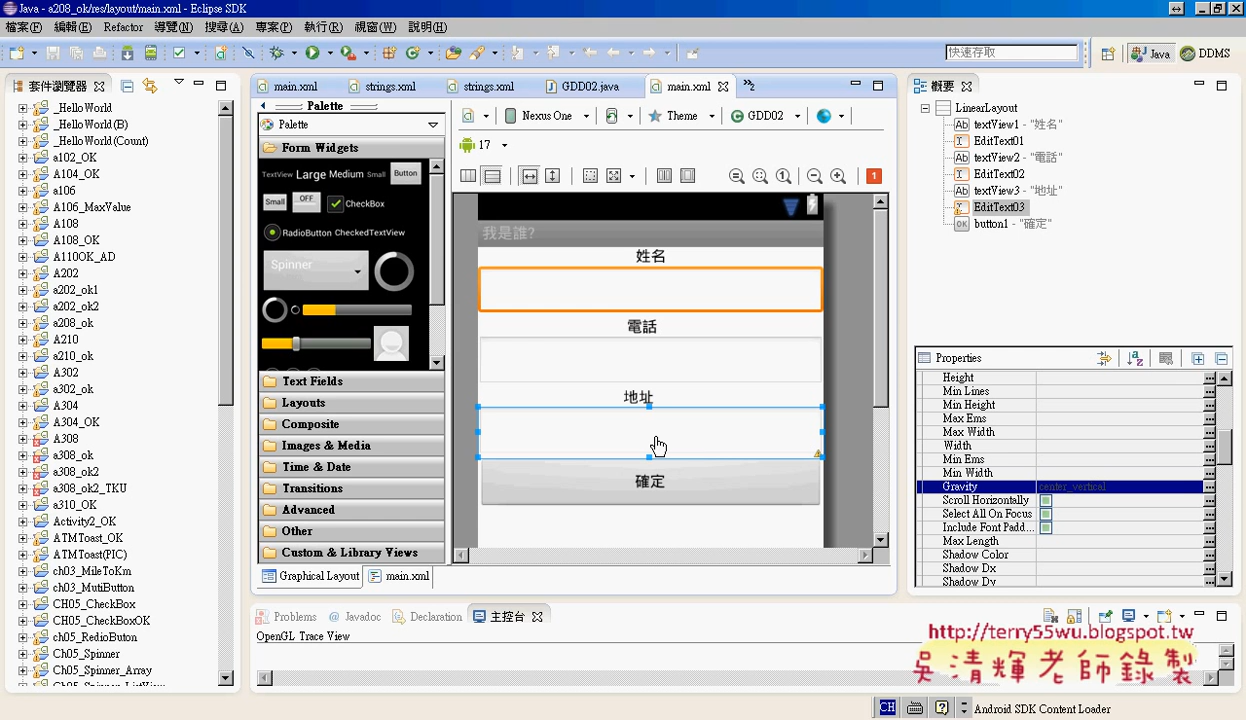 Java - a208_ok/res/layout/main.xml - Eclipse SDK
檔案(F) 編輯(E) Refactor 導覽(N) 搜尋(A) 專案(P) 執行(R) 視窗(W) 說明(H)
快速存取
Java
DDMS
套件瀏覽器
_HelloWorld
_HelloWorld(B)
_HelloWorld(Count)
a102_OK
A104_OK
a106
A106_MaxValue
A108
A108_OK
A110OK_AD
A202
a202_ok1
a202_ok2
a208_ok
A210
a210_ok
A302
a302_ok
A304
A304_OK
A308
a308_ok
a308_ok2
a308_ok2_TKU
a310_OK
Activity2_OK
ATMToast_OK
ATMToast(PIC)
ch03_MileToKm
ch03_MutiButton
CH05_CheckBox
CH05_CheckBoxOK
ch05_RedioButon
Ch05_Spinner
Ch05_Spinner_Array
Ch05_Spinner_ListView
main.xml strings.xml strings.xml GDD02.java main.xml »2
Palette
Palette
Form Widgets
TextView Large Medium Small Button
Small OFF CheckBox
RadioButton CheckedTextView
Spinner
Text Fields
Layouts
Composite
Images & Media
Time & Date
Transitions
Advanced
Other
Custom & Library Views
Graphical Layout main.xml
Nexus One Theme GDD02
17
1
我是誰?
姓名
電話
地址
確定
概要
LinearLayout
textView1 - "姓名"
EditText01
textView2 - "電話"
EditText02
textView3 - "地址"
EditText03
button1 - "確定"
Properties
Height
Min Lines
Min Height
Max Ems
Max Width
Width
Min Ems
Min Width
Gravity center_vertical
Scroll Horizontally
Select All On Focus
Include Font Padd...
Max Length
Shadow Color
Shadow Dx
Shadow Dy
Problems Javadoc Declaration 主控台
OpenGL Trace View
http://terry55wu.blogspot.tw
吳清輝老師錄製
CH
Android SDK Content Loader